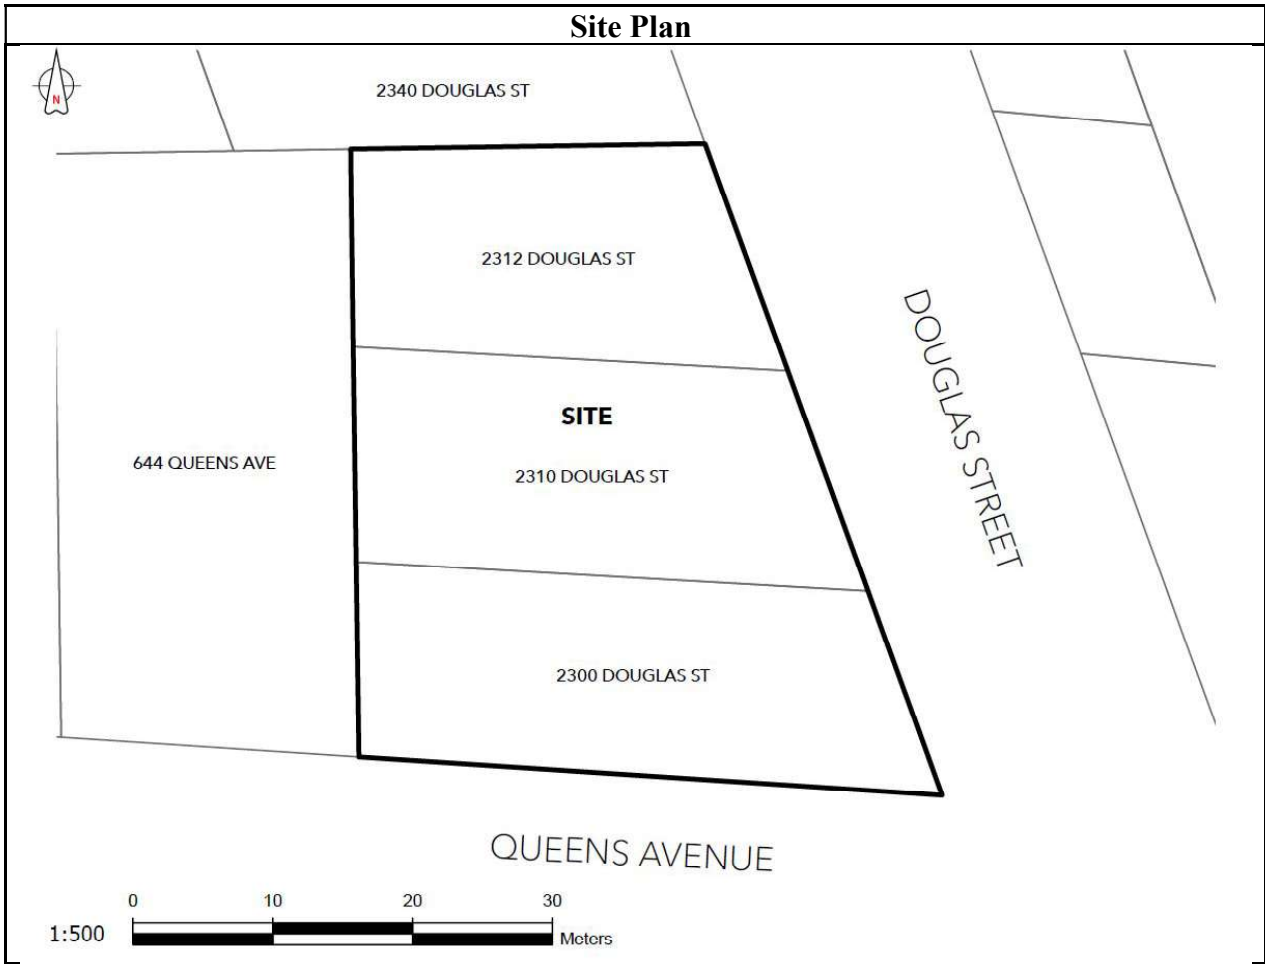 Site Plan
N
2340 DOUGLAS ST
2312 DOUGLAS ST
DOUGLAS STREET
SITE
644 QUEENS AVE
2310 DOUGLAS ST
2300 DOUGLAS ST
QUEENS AVENUE
0 10 20 30
1:500 Meters